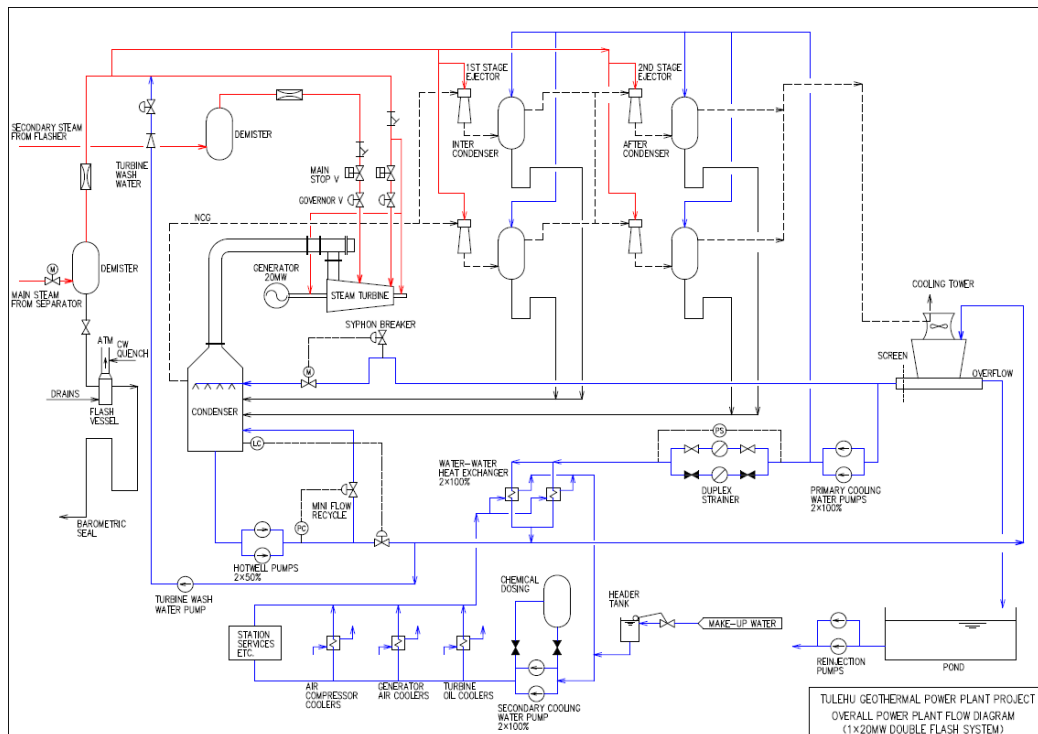 1ST STAGE
EJECTOR
2ND STAGE
EJECTOR
SECONDARY STEAM
FROM FLASHER
DEMISTER
TURBINE
WASH
WATER
INTER
CONDENSER
AFTER
CONDENSER
MAIN
STOP V
GOVERNOR V
NCG
DEMISTER
M
MAIN STEAM
FROM SEPARATOR
GENERATOR
20MW
STEAM TURBINE
COOLING TOWER
SYPHON BREAKER
ATM
CW
QUENCH
M
SCREEN
OVERFLOW
DRAINS
FLASH
VESSEL
CONDENSER
LC
PS
WATER-WATER
HEAT EXCHANGER
2×100%
DUPLEX
STRAINER
PRIMARY COOLING
WATER PUMPS
2×100%
MINI FLOW
RECYCLE
PC
BAROMETRIC
SEAL
HOTWELL PUMPS
2×50%
TURBINE WASH
WATER PUMP
CHEMICAL
DOSING
HEADER
TANK
MAKE-UP WATER
STATION
SERVICES
ETC.
REINJECTION
PUMPS
POND
AIR
COMPRESSOR
COOLERS
GENERATOR
AIR COOLERS
TURBINE
OIL COOLERS
SECONDARY COOLING
WATER PUMP
2×100%
TULEHU GEOTHERMAL POWER PLANT PROJECT
OVERALL POWER PLANT FLOW DIAGRAM
(1×20MW DOUBLE FLASH SYSTEM)